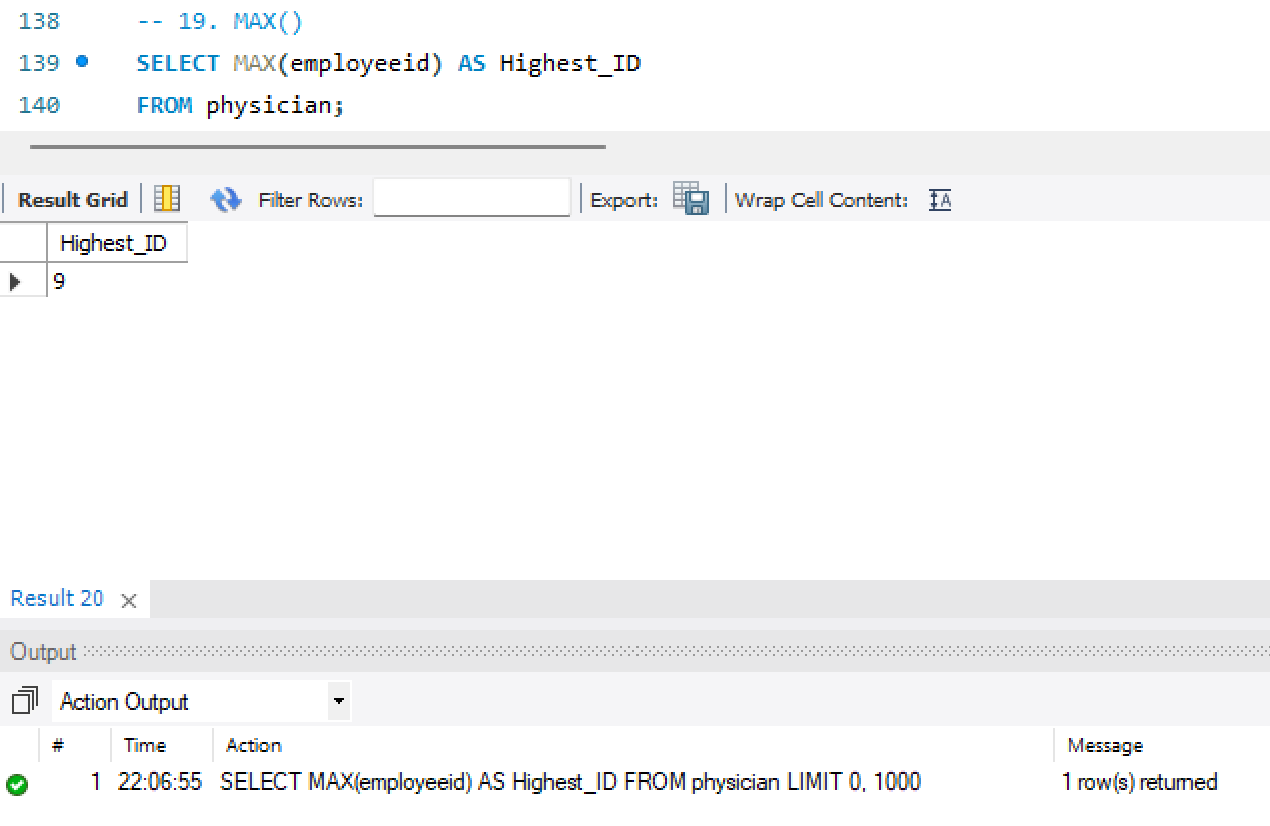 138 -- 19. MAX()
139 SELECT MAX(employeeid) AS Highest_ID
140 FROM physician;
Result Grid Filter Rows: Export: Wrap Cell Content: IA
Highest_ID
9
Result 20 ×
Output
Action Output
# Time Action Message
1 22:06:55 SELECT MAX(employeeid) AS Highest_ID FROM physician LIMIT 0, 1000 1 row(s) returned